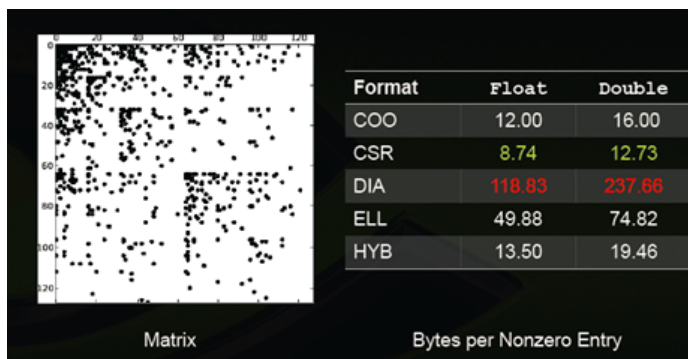 0 20 40 60 80 100 120
0
20
40
60
80
100
120
Format Float Double
COO 12.00 16.00
CSR 8.74 12.73
DIA 118.83 237.66
ELL 49.88 74.82
HYB 13.50 19.46
Matrix Bytes per Nonzero Entry